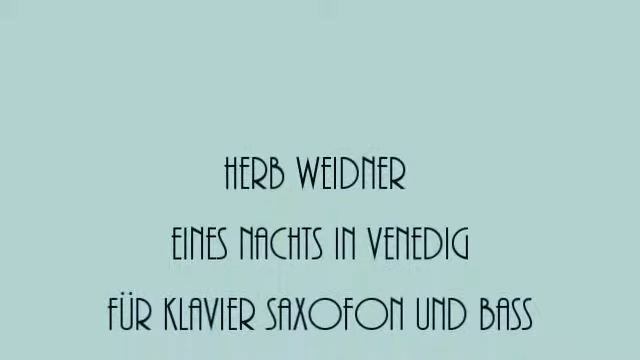 HERB WEIDNER
EINES NACHTS IN VENEDIG
FÜR KLAVIER SAXOFON UND BASS